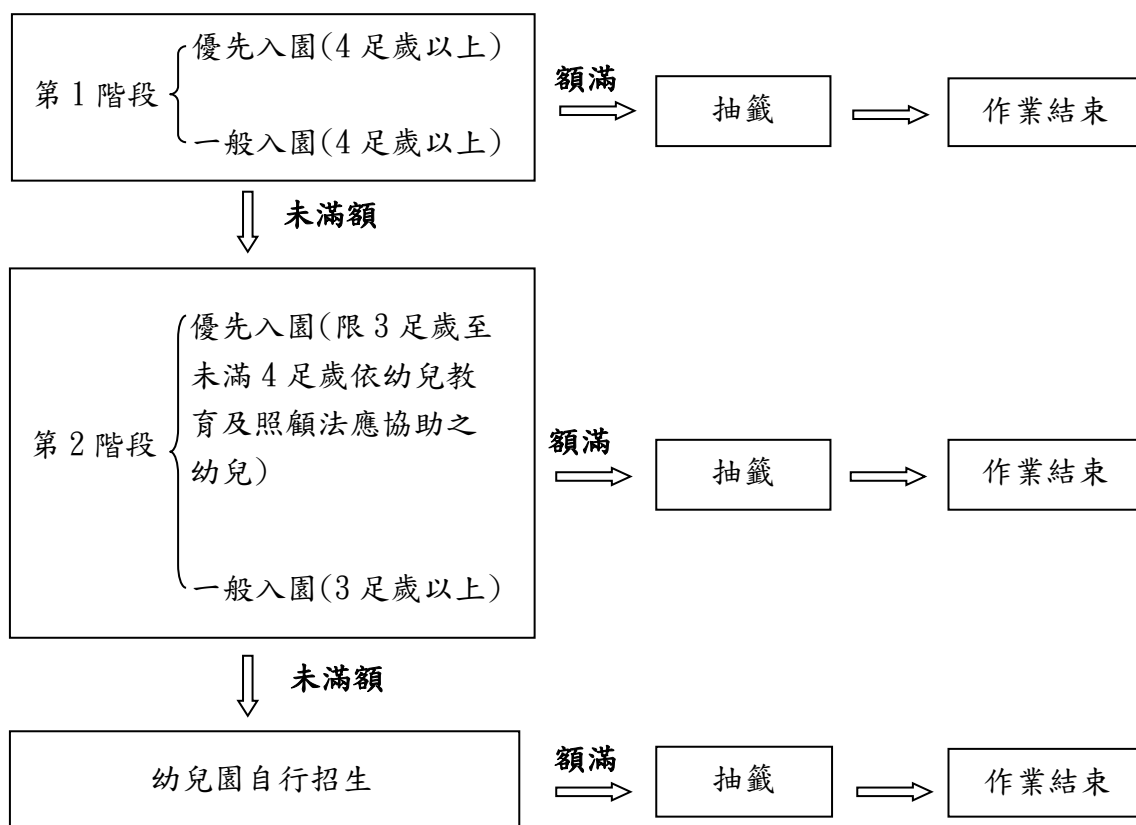 優先入園(4 足歲以上)
第 1 階段
一般入園(4 足歲以上)
額滿
抽籤
作業結束
未滿額
優先入園(限 3 足歲至
未滿 4 足歲依幼兒教
育及照顧法應協助之
幼兒)
第 2 階段
一般入園(3 足歲以上)
額滿
抽籤
作業結束
未滿額
幼兒園自行招生
額滿
抽籤
作業結束